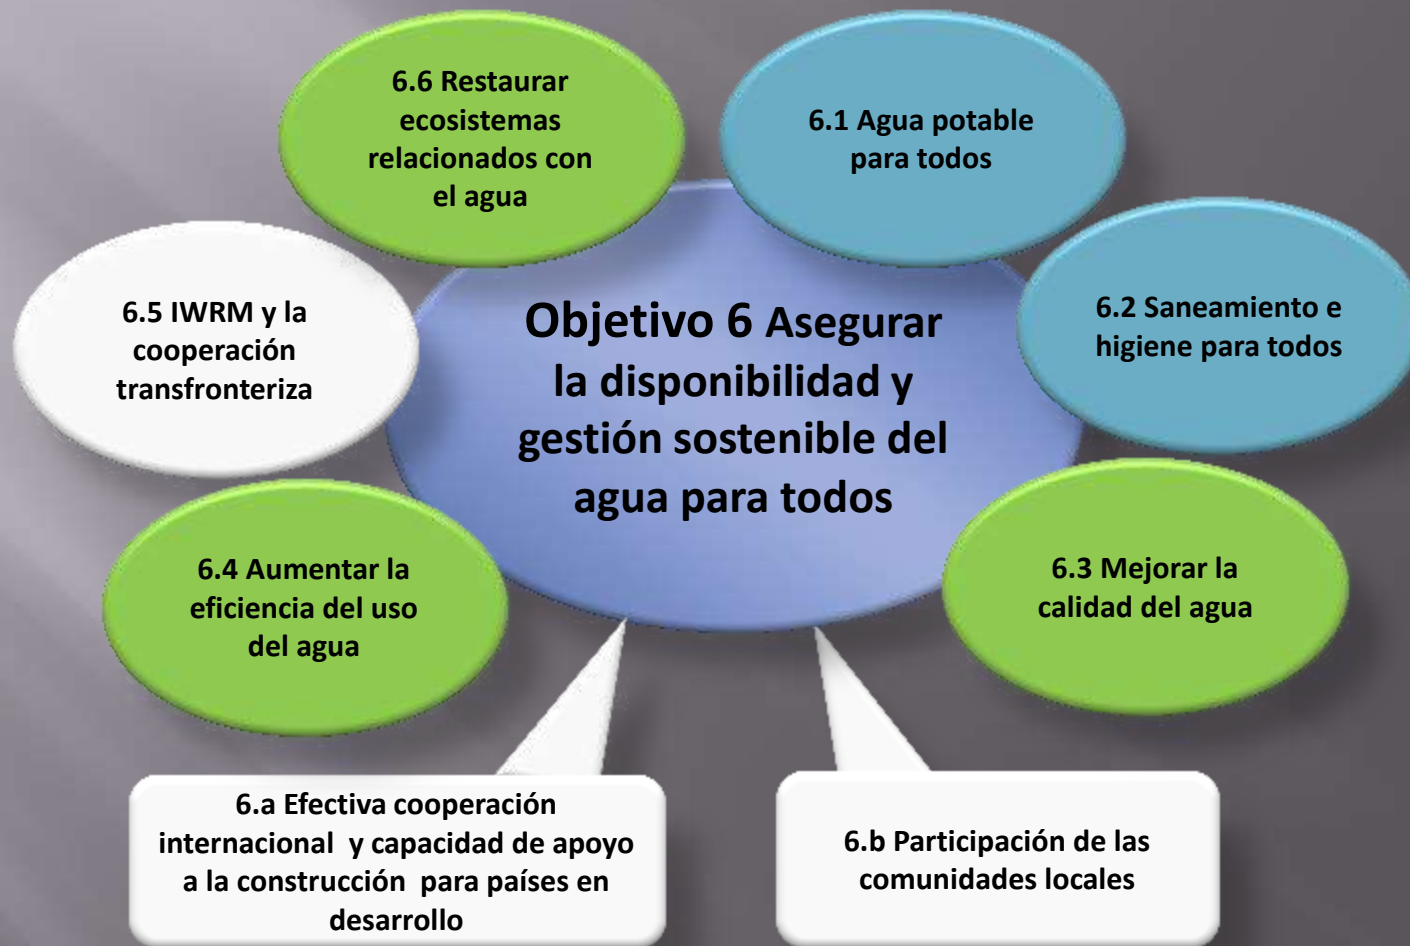 6.6 Restaurar
ecosistemas
relacionados con
el agua
6.1 Agua potable
para todos
6.5 IWRM y la
cooperación
transfronteriza
Objetivo 6 Asegurar
la disponibilidad y
gestión sostenible del
agua para todos
6.2 Saneamiento e
higiene para todos
6.4 Aumentar la
eficiencia del uso
del agua
6.3 Mejorar la
calidad del agua
6.a Efectiva cooperación
internacional y capacidad de apoyo
a la construcción para países en
desarrollo
6.b Participación de las
comunidades locales